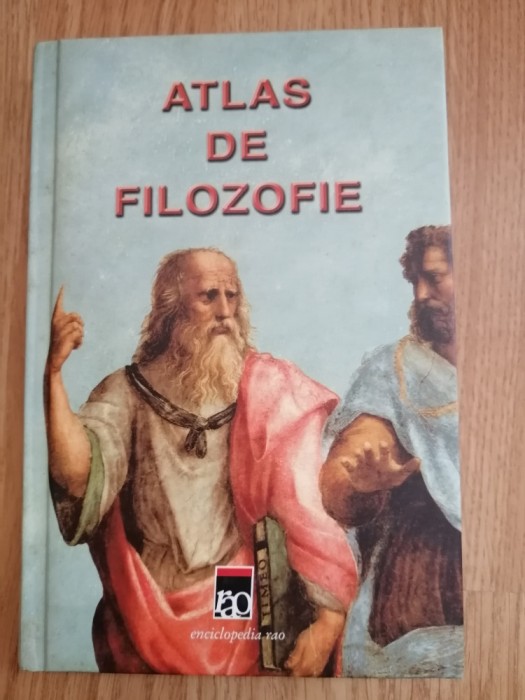 ATLAS
DE
FILOZOFIE
TIMEO
rao
enciclopedia rao